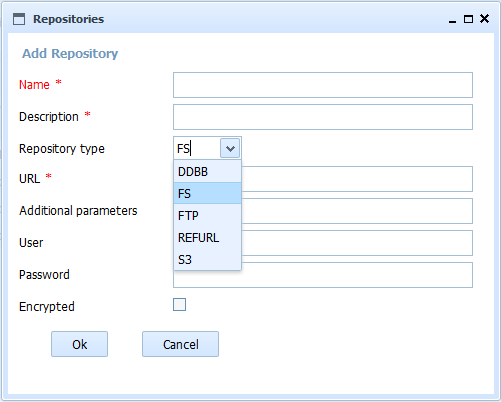 Repositories
Add Repository
Name *
Description *
Repository type FS
DDBB
URL *
FS
Additional parameters
FTP
User
REFURL
S3
Password
Encrypted
Ok Cancel